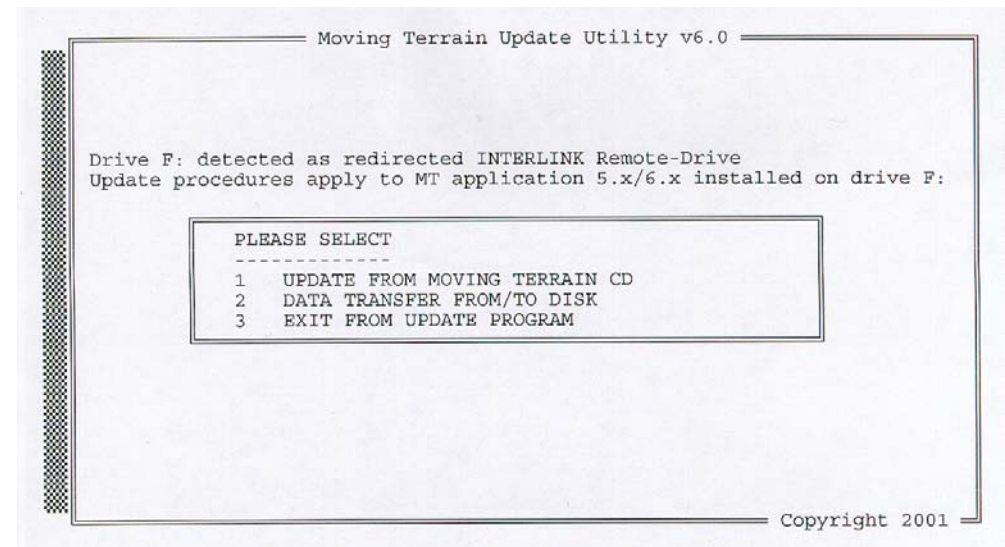 Moving Terrain Update Utility v6.0
Drive F: detected as redirected INTERLINK Remote-Drive
Update procedures apply to MT application 5.x/6.x installed on drive F:
PLEASE SELECT
--------------
1 UPDATE FROM MOVING TERRAIN CD
2 DATA TRANSFER FROM/TO DISK
3 EXIT FROM UPDATE PROGRAM
Copyright 2001